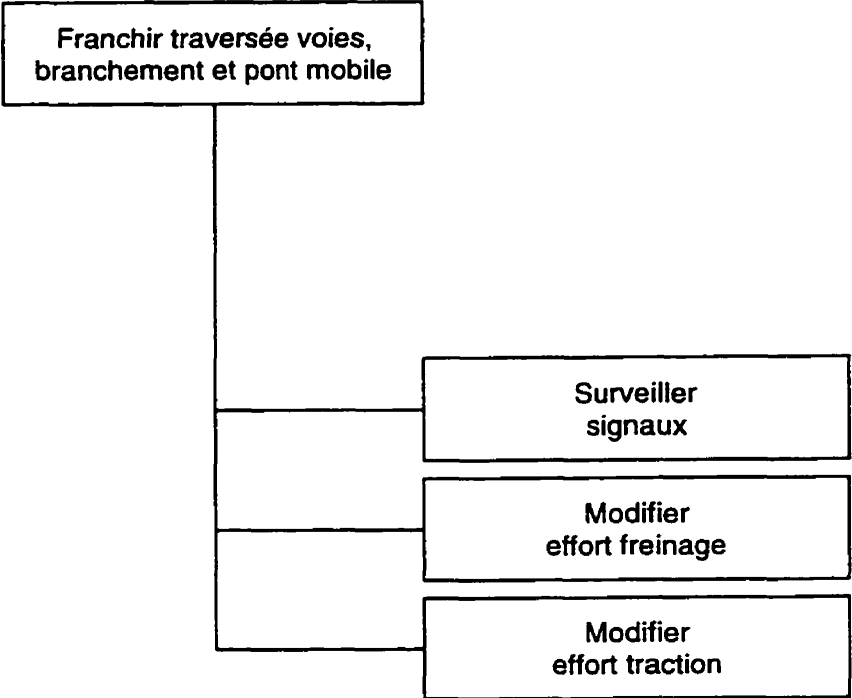 Franchir traversée voies,
branchement et pont mobile
Surveiller
signaux
Modifier
effort freinage
Modifier
effort traction